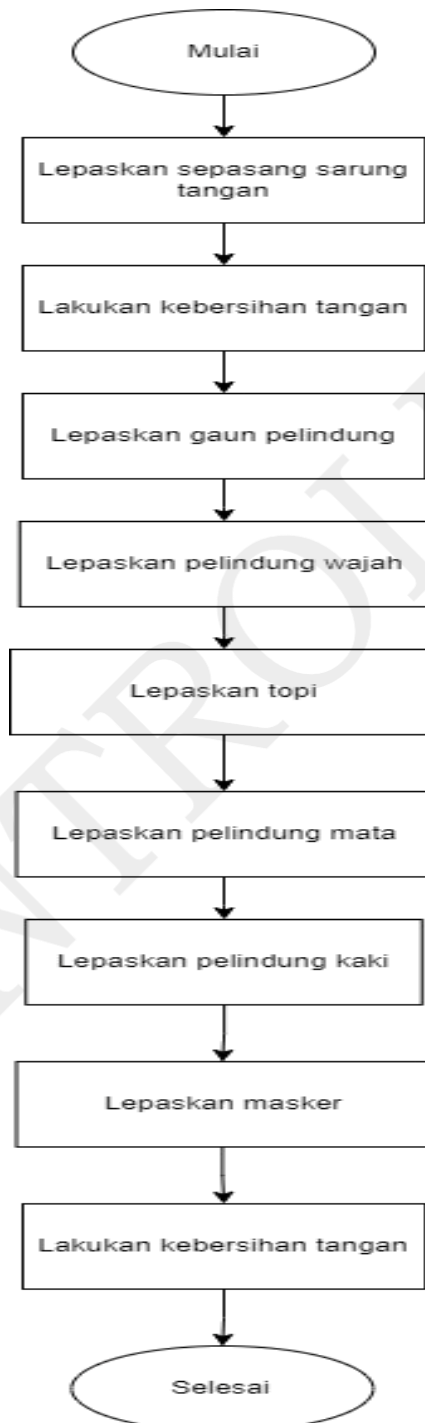 Mulai
Lepaskan sepasang sarung
tangan
Lakukan kebersihan tangan
Lepaskan gaun pelindung
Lepaskan pelindung wajah
Lepaskan topi
Lepaskan pelindung mata
Lepaskan pelindung kaki
Lepaskan masker
Lakukan kebersihan tangan
Selesai